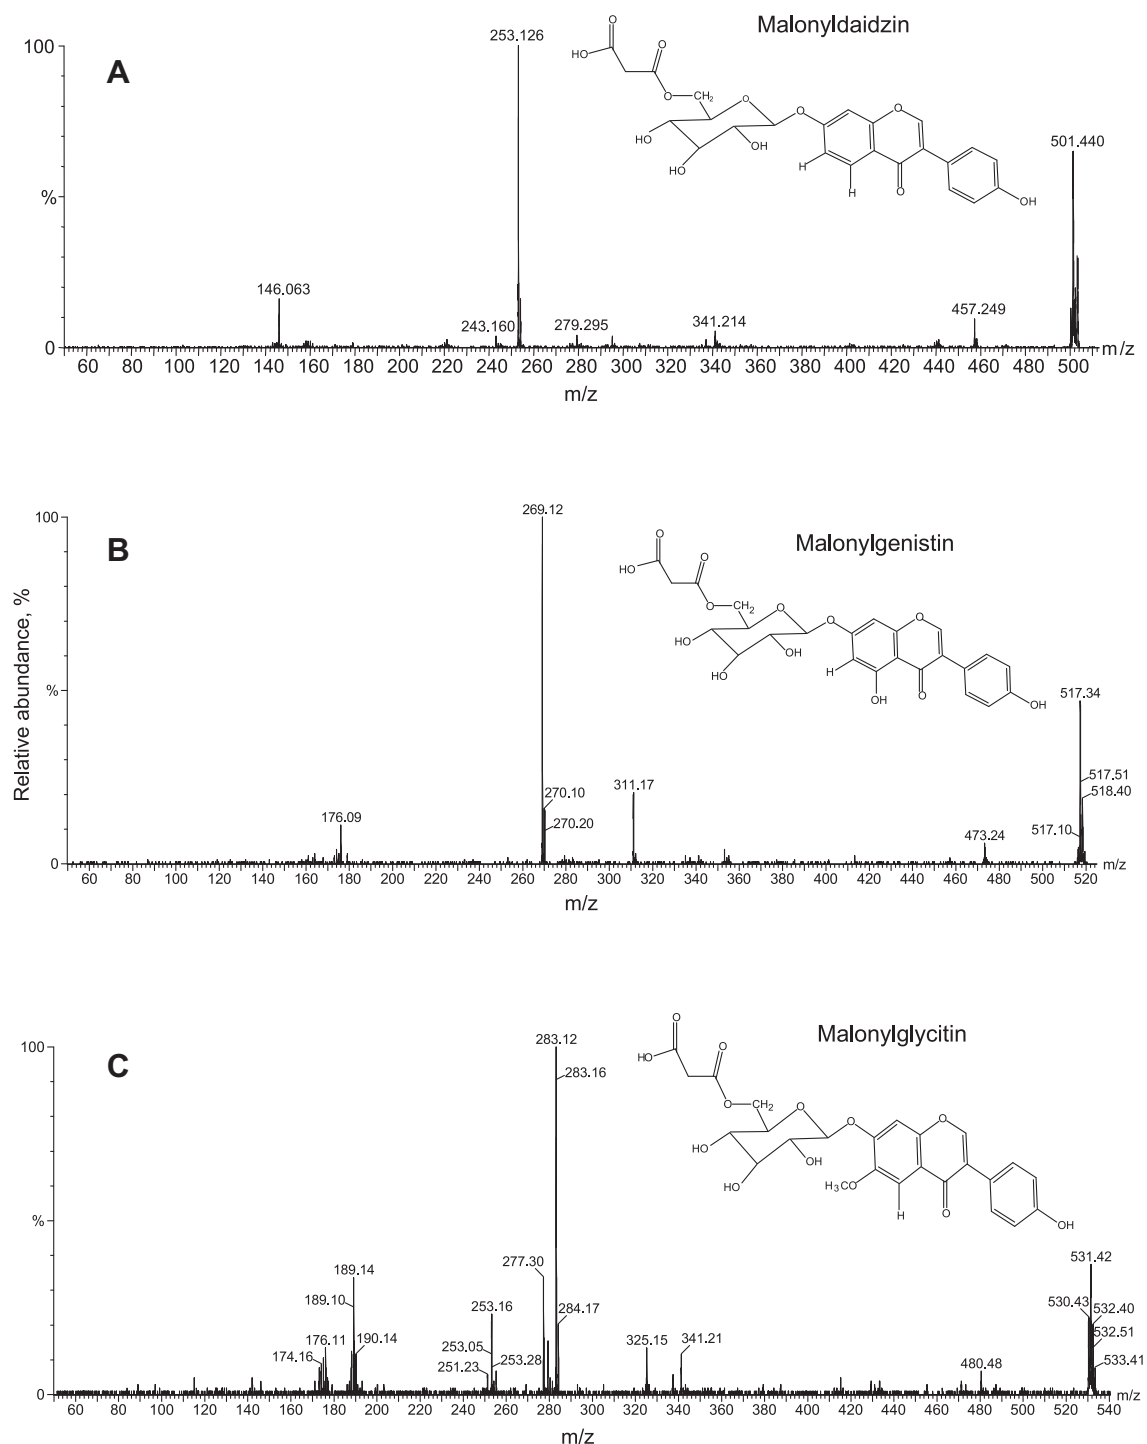 Malonyldaidzin
A
100
%
0
253.126
501.440
146.063
243.160
279.295
341.214
457.249
O
HO
O
O
CH2
O
O
O
HO
HO
OH
H
H
O
OH
60 80 100 120 140 160 180 200 220 240 260 280 300 320 340 360 380 400 420 440 460 480 500
m/z
m/z
Malonylgenistin
B
Relative abundance, %
100
%
0
269.12
517.34
517.51
518.40
517.10
473.24
311.17
270.10
270.20
176.09
O
HO
O
O
CH2
O
O
O
HO
HO
OH
H
OH
O
OH
60 80 100 120 140 160 180 200 220 240 260 280 300 320 340 360 380 400 420 440 460 480 500 520
m/z
m/z
Malonylglycitin
C
100
%
0
283.12
283.16
277.30
284.17
189.14
189.10
190.14
176.11
174.16
253.16
253.05
253.28
251.23
325.15
341.21
480.48
531.42
530.43
532.40
532.51
533.41
O
HO
O
O
CH2
O
O
O
HO
HO
OH
H3CO
H
O
OH
60 80 100 120 140 160 180 200 220 240 260 280 300 320 340 360 380 400 420 440 460 480 500 520 540
m/z
m/z